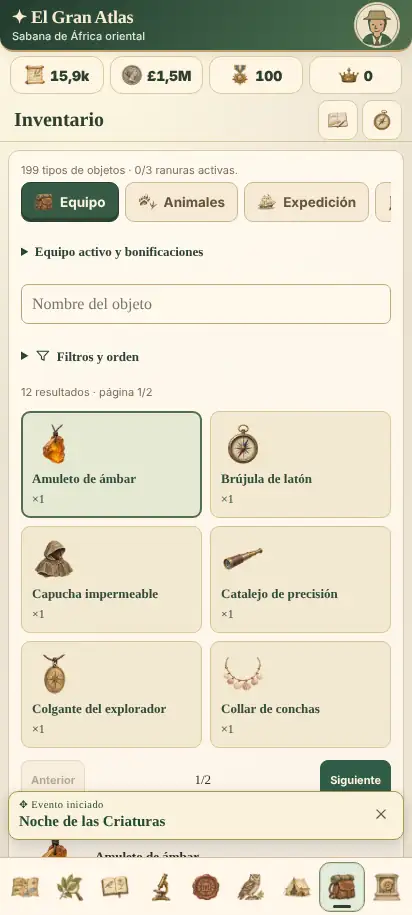 ✦ El Gran Atlas
Sabana de África oriental
15,9k
£1,5M
100
0
Inventario
199 tipos de objetos · 0/3 ranuras activas.
Equipo
Animales
Expedición
Equipo activo y bonificaciones
Nombre del objeto
Filtros y orden
12 resultados · página 1/2
Amuleto de ámbar
×1
Brújula de latón
×1
Capucha impermeable
×1
Catalejo de precisión
×1
Colgante del explorador
×1
Collar de conchas
×1
Anterior
1/2
Siguiente
✥ Evento iniciado
Noche de las Criaturas
Amuleto de ámbar